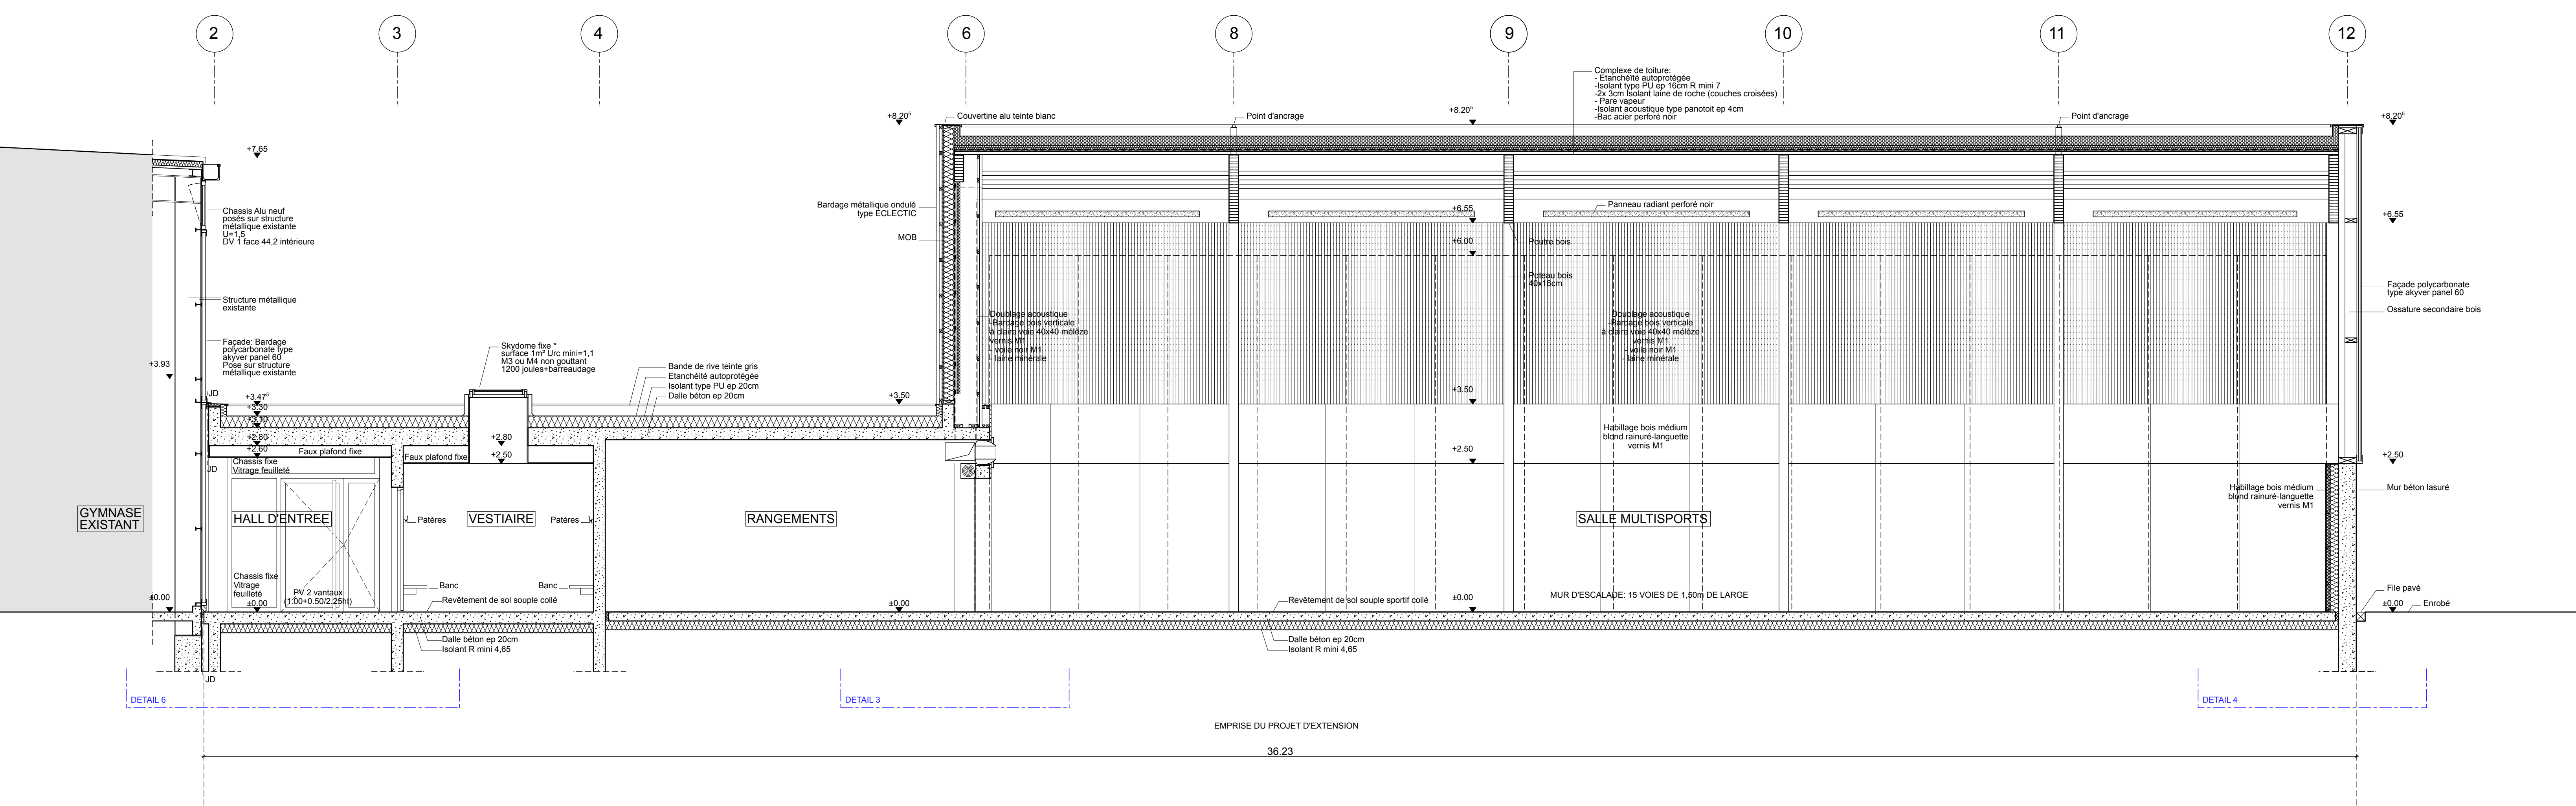 2
3
4
6
8
9
10
11
12
Complexe de toiture:
- Etanchéité autoprotégée
-Isolant type PU ep 16cm R mini 7
-2x 3cm Isolant laine de roche (couches croisées)
- Pare vapeur
-Isolant acoustique type panotoit ep 4cm
-Bac acier perforé noir
+8.20⁵
Couvertine alu teinte blanc
Point d'ancrage
+8.20⁵
Point d'ancrage
+8.20⁵
+7.65
Chassis Alu neuf
posés sur structure
métallique existante
U=1,5
DV 1 face 44,2 intérieure
Bardage métallique ondulé
type ECLECTIC
MOB
+6.55
Panneau radiant perforé noir
+6.55
+6.00
Poutre bois
Poteau bois
40x16cm
Structure métallique
existante
Façade polycarbonate
type akyver panel 60
Ossature secondaire bois
Doublage acoustique
-Bardage bois verticale
à claire voie 40x40 mélèze
vernis M1
- voile noir M1
- laine minérale
Doublage acoustique
-Bardage bois verticale
à claire voie 40x40 mélèze
vernis M1
- voile noir M1
- laine minérale
Façade: Bardage
polycarbonate type
akyver panel 60
Pose sur structure
métallique existante
+3.93
Skydome fixe *
surface 1m² Urc mini=1,1
M3 ou M4 non gouttant
1200 joules+barreaudage
Bande de rive teinte gris
Etanchéité autoprotégée
Isolant type PU ep 20cm
Dalle béton ep 20cm
JD
+3.47⁵
+3.30
+3.10
+2.80
+2.60
+3.50
+3.50
Faux plafond fixe
Faux plafond fixe
+2.80
+2.50
Habillage bois médium
blond rainuré-languette
vernis M1
+2.50
+2.50
JD
Chassis fixe
Vitrage feuilleté
Habillage bois médium
blond rainuré-languette
vernis M1
Mur béton lasuré
GYMNASE
EXISTANT
HALL D'ENTREE
Patères
VESTIAIRE
Patères
RANGEMENTS
SALLE MULTISPORTS
Chassis fixe
Vitrage
feuilleté
PV 2 vantaux
(1.00+0.50/2.25ht)
Banc
Banc
±0.00
±0.00
Revêtement de sol souple collé
±0.00
Revêtement de sol souple sportif collé
±0.00
MUR D'ESCALADE: 15 VOIES DE 1,50m DE LARGE
File pavé
±0.00
Enrobé
Dalle béton ep 20cm
Isolant R mini 4,65
Dalle béton ep 20cm
Isolant R mini 4,65
JD
DETAIL 6
DETAIL 3
DETAIL 4
EMPRISE DU PROJET D'EXTENSION
36.23